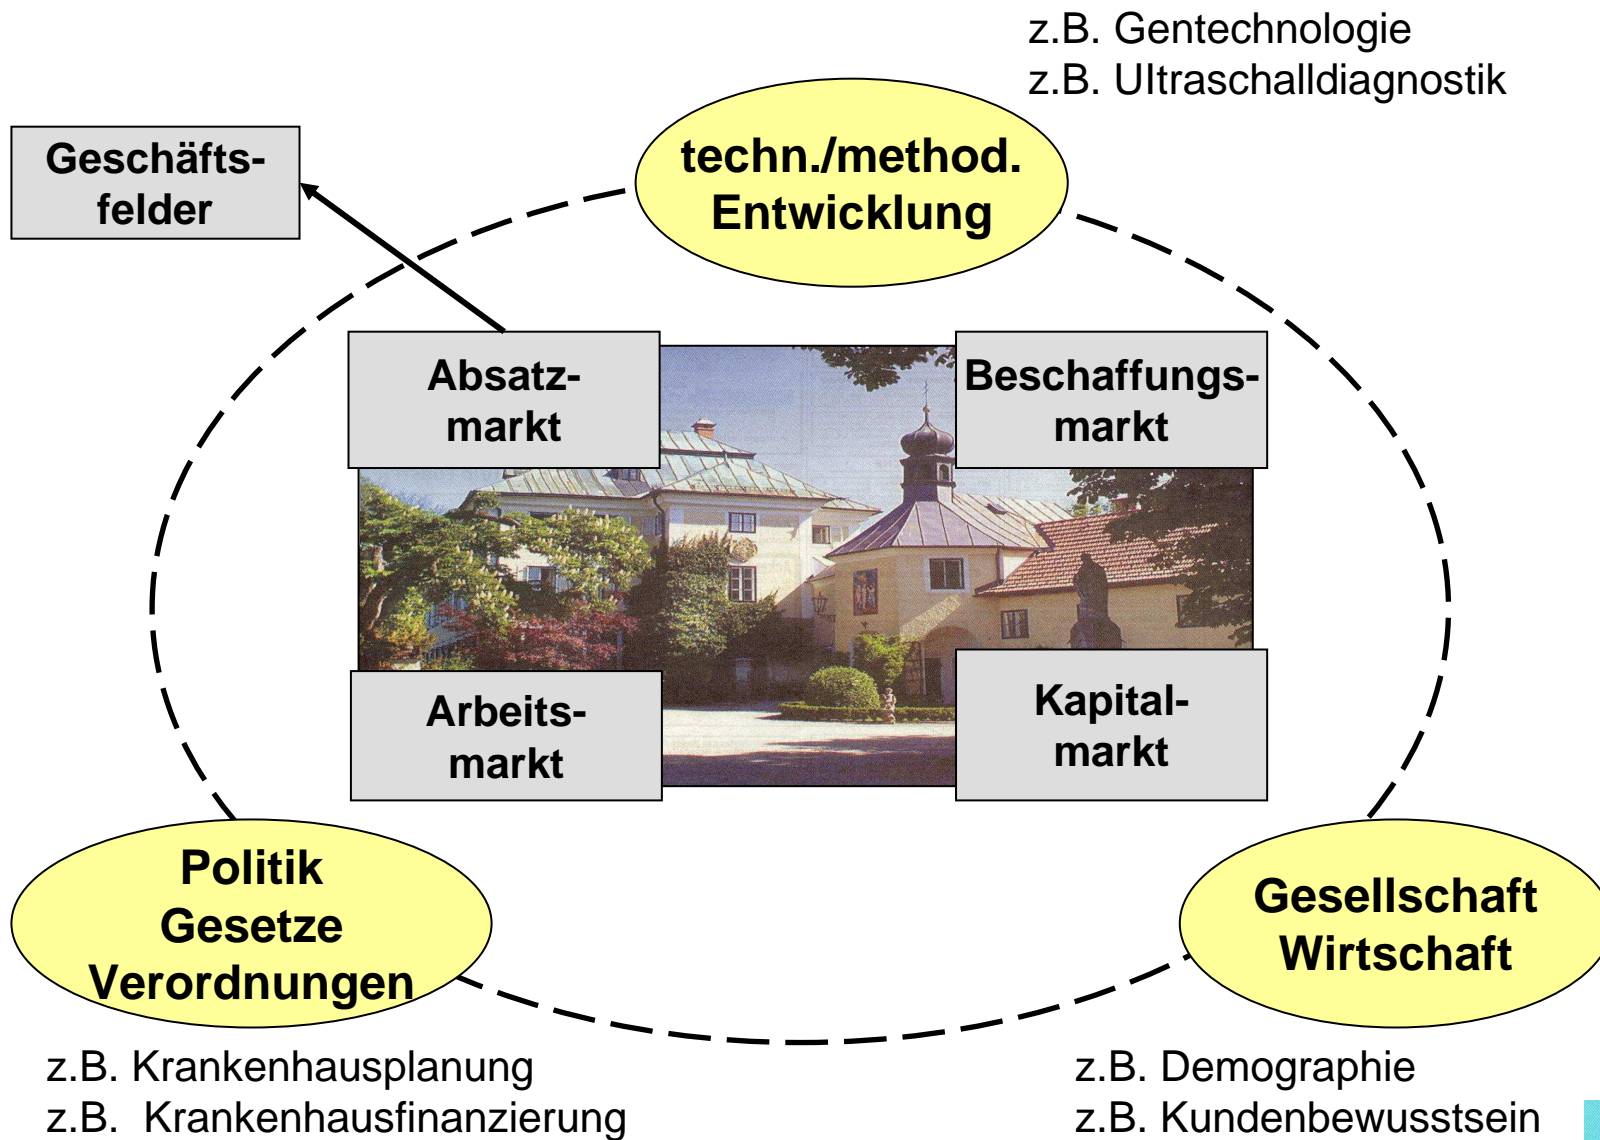 z.B. Gentechnologie
z.B. Ultraschalldiagnostik
Geschäfts-
felder
techn./method.
Entwicklung
Absatz-
markt
Beschaffungs-
markt
Arbeits-
markt
Kapital-
markt
Politik
Gesetze
Verordnungen
Gesellschaft
Wirtschaft
z.B. Krankenhausplanung
z.B. Krankenhausfinanzierung
z.B. Demographie
z.B. Kundenbewusstsein